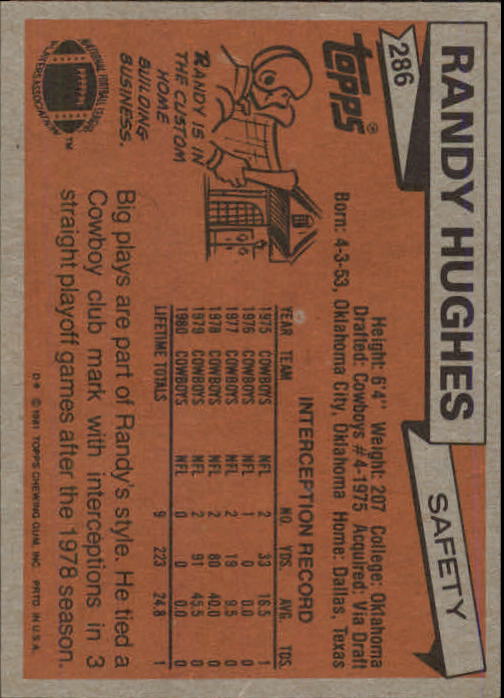 RANDY HUGHES
SAFETY
286
topps®
Height: 6'4" Weight: 207 College: Oklahoma
Drafted: Cowboys #4-1975 Acquired: Via Draft
Born: 4-3-53, Oklahoma City, Oklahoma Home: Dallas, Texas
RANDY IS IN
THE CUSTOM
HOME
BUILDING
BUSINESS.
INTERCEPTION RECORD
YEAR TEAM NO. YDS. AVG. TDS.
1975 COWBOYS NFL 2 33 16.5 1
1976 COWBOYS NFL 1 0 0.0 0
1977 COWBOYS NFL 2 19 9.5 0
1978 COWBOYS NFL 2 80 40.0 0
1979 COWBOYS NFL 2 91 45.5 0
1980 COWBOYS NFL 0 0 0.0 0
LIFETIME TOTALS 9 223 24.8 1
NATIONAL FOOTBALL LEAGUE
PLAYERS ASSOCIATION
TM
Big plays are part of Randy's style. He tied a
Cowboy club mark with interceptions in 3
straight playoff games after the 1978 season.
D* © 1981 TOPPS CHEWING GUM, INC. PRTD. IN U.S.A.